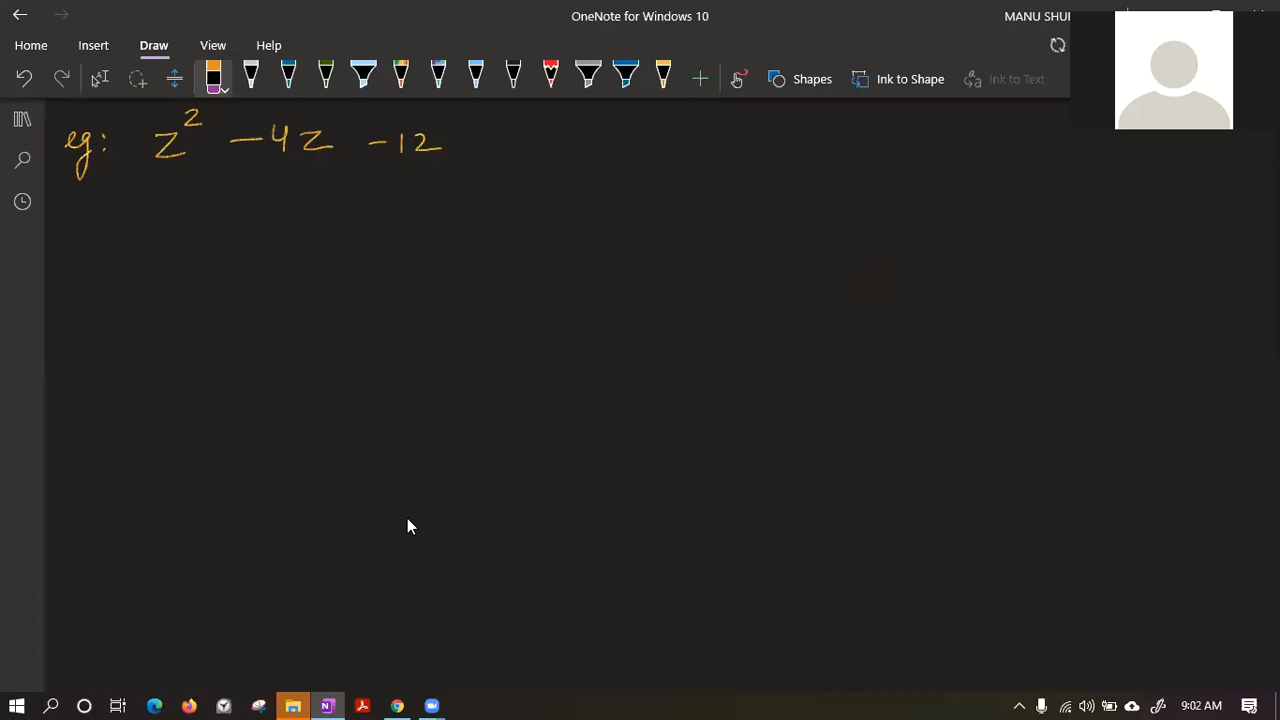 OneNote for Windows 10
MANU SHU
Home Insert Draw View Help
Shapes Ink to Shape Ink to Text
eg: z² - 4z - 12
9:02 AM